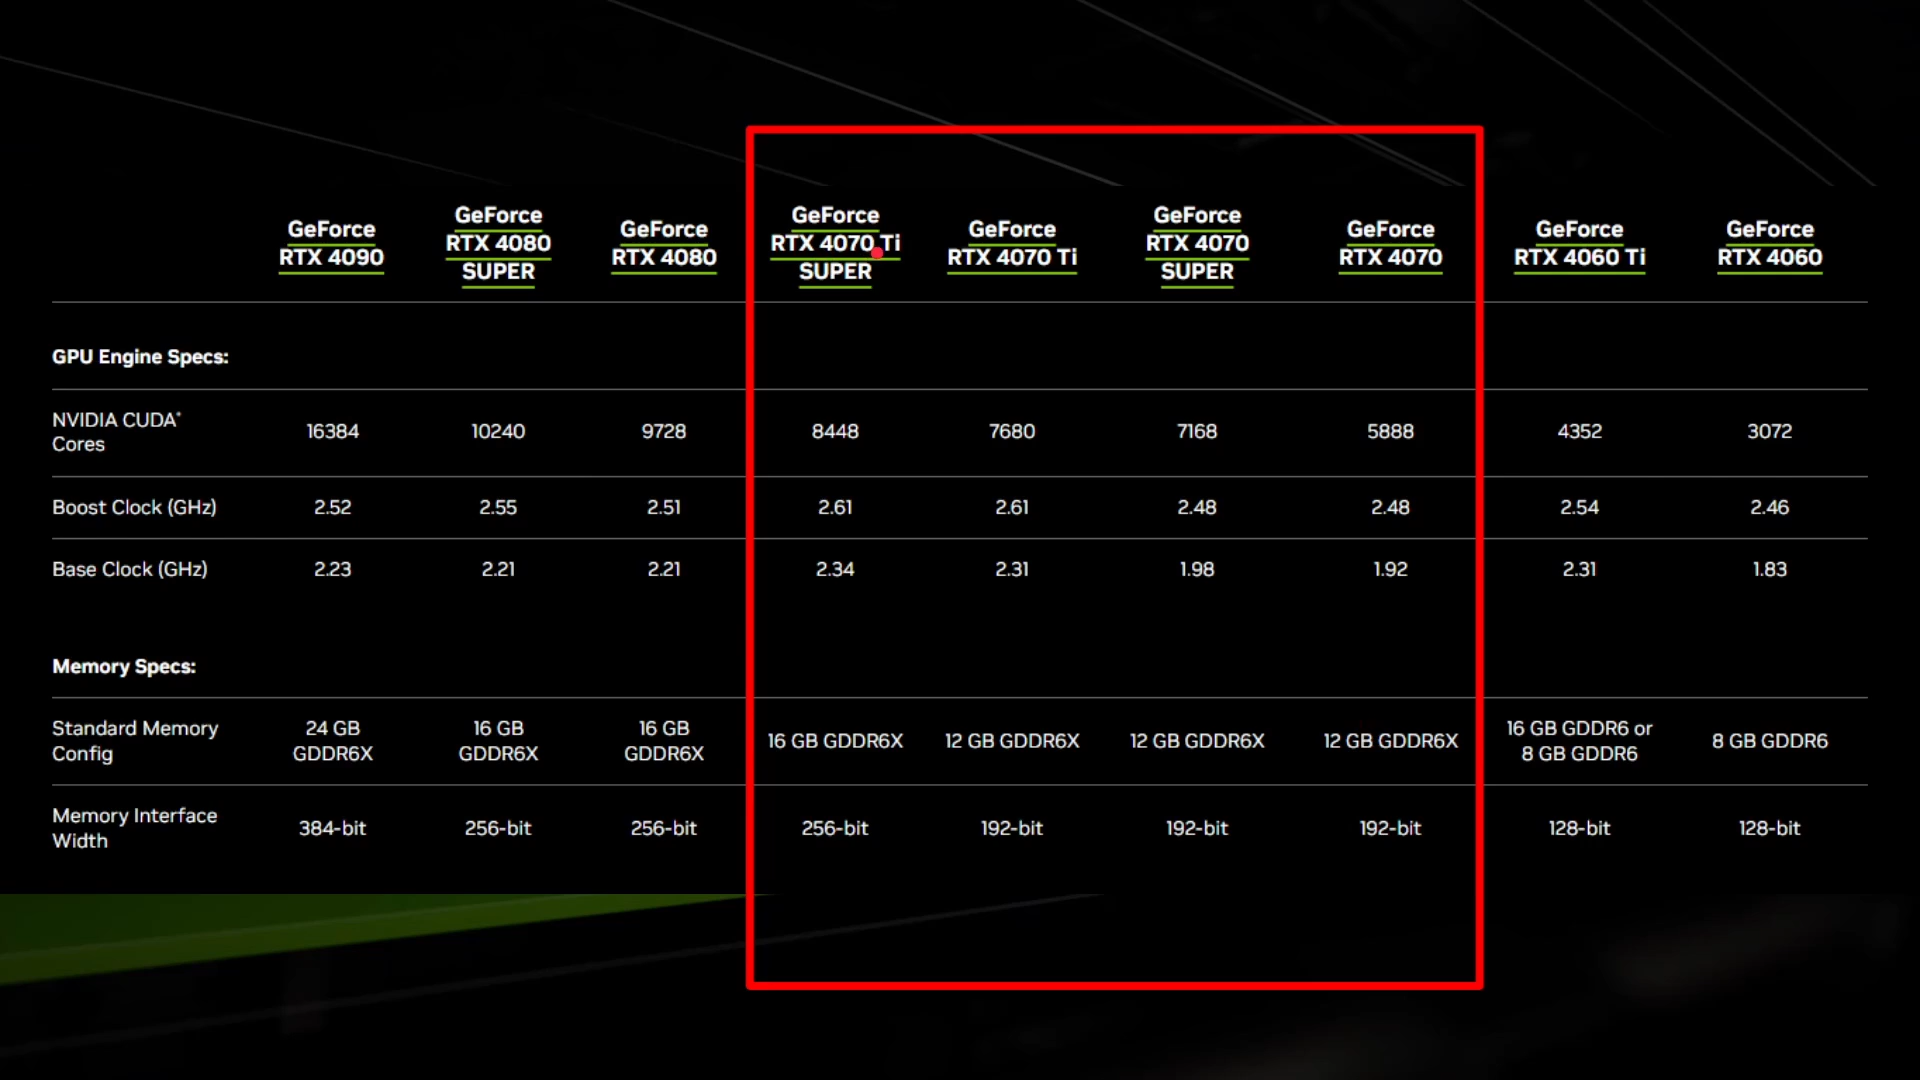 GeForce RTX 4090
GeForce RTX 4080 SUPER
GeForce RTX 4080
GeForce RTX 4070 Ti SUPER
GeForce RTX 4070 Ti
GeForce RTX 4070 SUPER
GeForce RTX 4070
GeForce RTX 4060 Ti
GeForce RTX 4060
GPU Engine Specs:
NVIDIA CUDA® Cores 16384 10240 9728 8448 7680 7168 5888 4352 3072
Boost Clock (GHz) 2.52 2.55 2.51 2.61 2.61 2.48 2.48 2.54 2.46
Base Clock (GHz) 2.23 2.21 2.21 2.34 2.31 1.98 1.92 2.31 1.83
Memory Specs:
Standard Memory Config 24 GB GDDR6X 16 GB GDDR6X 16 GB GDDR6X 16 GB GDDR6X 12 GB GDDR6X 12 GB GDDR6X 12 GB GDDR6X 16 GB GDDR6 or 8 GB GDDR6 8 GB GDDR6
Memory Interface Width 384-bit 256-bit 256-bit 256-bit 192-bit 192-bit 192-bit 128-bit 128-bit